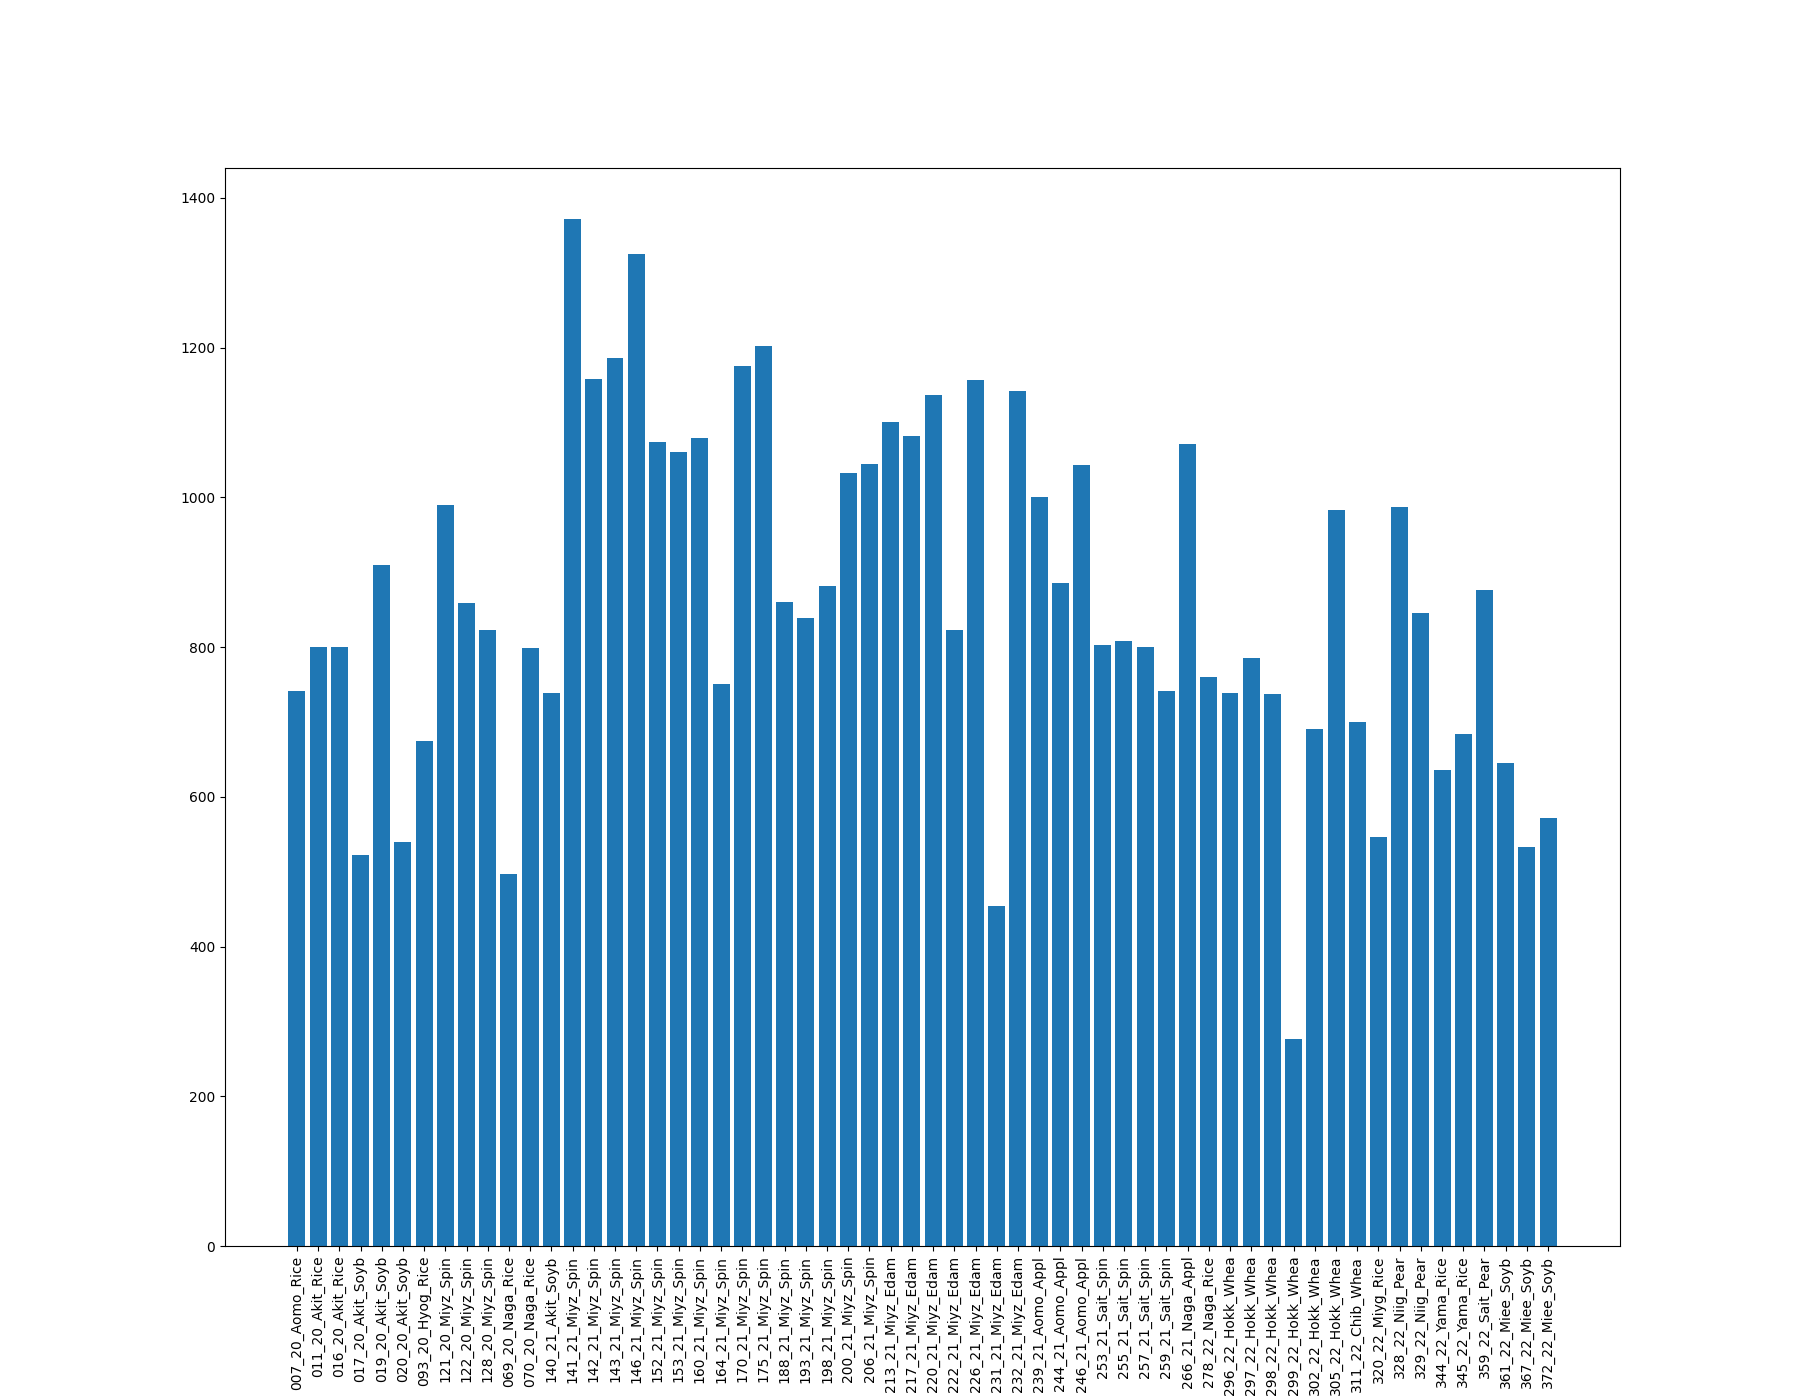 1400
1200
1000
800
600
400
200
0
007_20_Aomo_Rice
011_20_Akit_Rice
016_20_Akit_Rice
017_20_Akit_Soyb
019_20_Akit_Soyb
020_20_Akit_Soyb
093_20_Hyog_Rice
121_20_Miyz_Spin
122_20_Miyz_Spin
128_20_Miyz_Spin
069_20_Naga_Rice
070_20_Naga_Rice
140_21_Akit_Soyb
141_21_Miyz_Spin
142_21_Miyz_Spin
143_21_Miyz_Spin
146_21_Miyz_Spin
152_21_Miyz_Spin
153_21_Miyz_Spin
160_21_Miyz_Spin
164_21_Miyz_Spin
170_21_Miyz_Spin
175_21_Miyz_Spin
188_21_Miyz_Spin
193_21_Miyz_Spin
198_21_Miyz_Spin
200_21_Miyz_Spin
206_21_Miyz_Spin
213_21_Miyz_Edam
217_21_Miyz_Edam
220_21_Miyz_Edam
222_21_Miyz_Edam
226_21_Miyz_Edam
231_21_Miyz_Edam
232_21_Miyz_Edam
239_21_Aomo_Appl
244_21_Aomo_Appl
246_21_Aomo_Appl
253_21_Sait_Spin
255_21_Sait_Spin
257_21_Sait_Spin
259_21_Sait_Spin
266_21_Naga_Appl
278_22_Naga_Rice
296_22_Hokk_Whea
297_22_Hokk_Whea
298_22_Hokk_Whea
299_22_Hokk_Whea
302_22_Hokk_Whea
305_22_Hokk_Whea
311_22_Chib_Whea
320_22_Miyg_Rice
328_22_Niig_Pear
329_22_Niig_Pear
344_22_Yama_Rice
345_22_Yama_Rice
359_22_Sait_Pear
361_22_Miee_Soyb
367_22_Miee_Soyb
372_22_Miee_Soyb